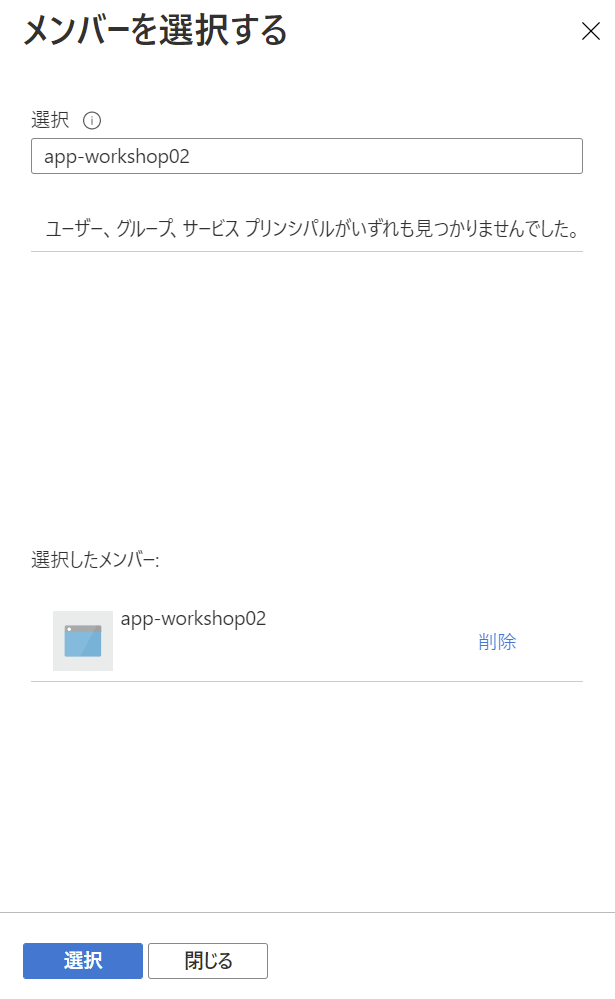 メンバーを選択する
選択
app-workshop02
ユーザー、グループ、サービス プリンシパルがいずれも見つかりませんでした。
選択したメンバー:
app-workshop02
削除
選択
閉じる